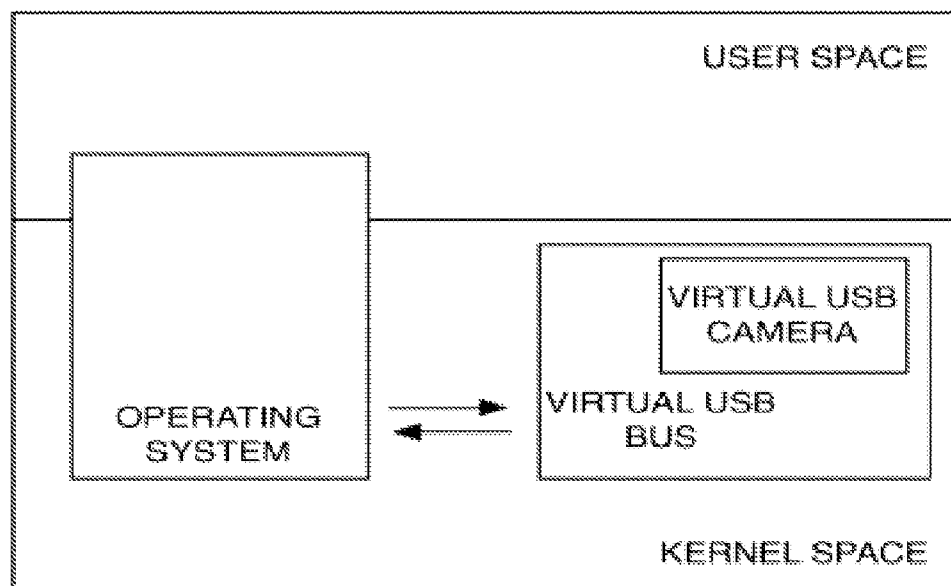 USER SPACE
VIRTUAL USB
CAMERA
OPERATING
SYSTEM
VIRTUAL USB
BUS
KERNEL SPACE